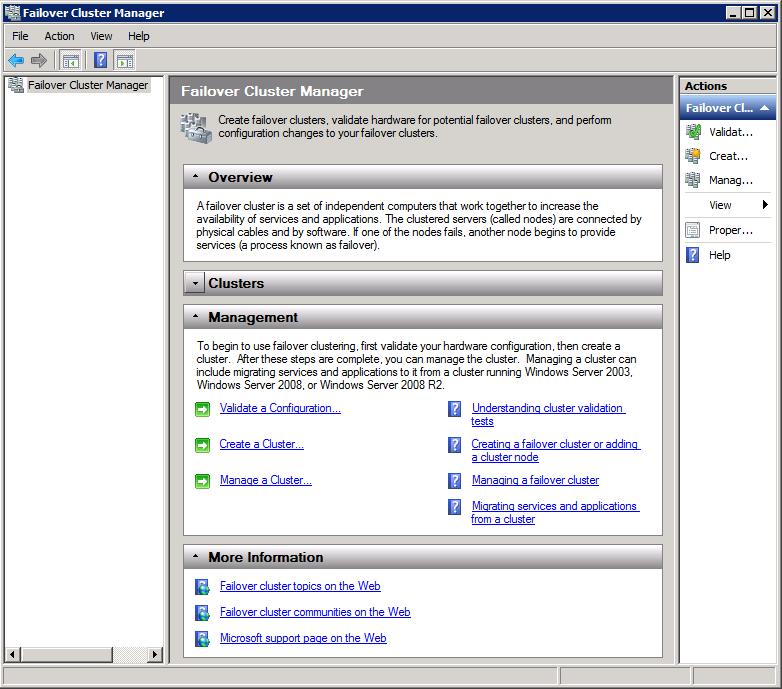 Failover Cluster Manager
File Action View Help
Failover Cluster Manager
Failover Cluster Manager
Create failover clusters, validate hardware for potential failover clusters, and perform
configuration changes to your failover clusters.
Overview
A failover cluster is a set of independent computers that work together to increase the
availability of services and applications. The clustered servers (called nodes) are connected by
physical cables and by software. If one of the nodes fails, another node begins to provide
services (a process known as failover).
Clusters
Management
To begin to use failover clustering, first validate your hardware configuration, then create a
cluster. After these steps are complete, you can manage the cluster. Managing a cluster can
include migrating services and applications to it from a cluster running Windows Server 2003,
Windows Server 2008, or Windows Server 2008 R2.
Validate a Configuration...
Understanding cluster validation
tests
Create a Cluster...
Creating a failover cluster or adding
a cluster node
Manage a Cluster...
Managing a failover cluster
Migrating services and applications
from a cluster
More Information
Failover cluster topics on the Web
Failover cluster communities on the Web
Microsoft support page on the Web
Actions
Failover Cl...
Validat...
Creat...
Manag...
View
Proper...
Help